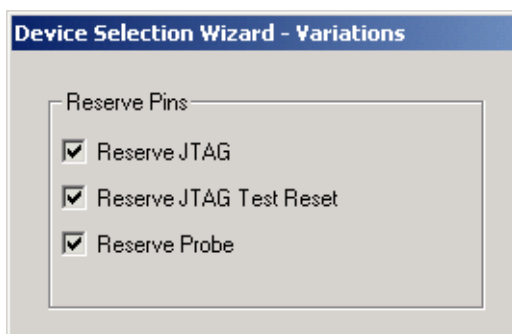 Device Selection Wizard - Variations
Reserve Pins
Reserve JTAG
Reserve JTAG Test Reset
Reserve Probe